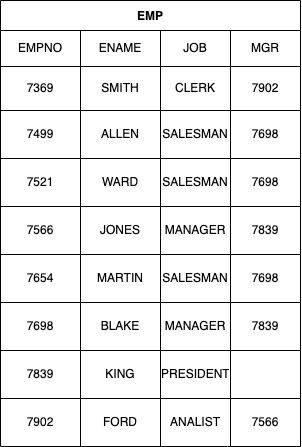 EMP
EMPNO ENAME JOB MGR
7369 SMITH CLERK 7902
7499 ALLEN SALESMAN 7698
7521 WARD SALESMAN 7698
7566 JONES MANAGER 7839
7654 MARTIN SALESMAN 7698
7698 BLAKE MANAGER 7839
7839 KING PRESIDENT
7902 FORD ANALIST 7566